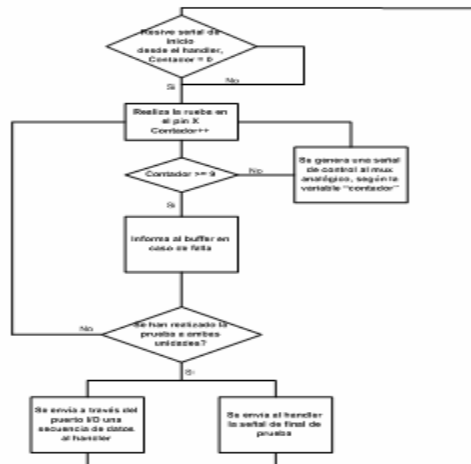 Resive señal de
inicio
desde el handler,
Contador = 0
No
Si
Realiza la rueba en
el pin X
Contador++
Contador >= 9
No
Se genera una señal
de control al mux
analógico, según la
variable "contador"
Si
Informa al buffer en
caso de falla
Se han realizado la
prueba a ambas
unidades?
No
Si
Se envía a través del
puerto I/O una
secuencia de datos
al handler
Se envía al handler
la señal de final de
prueba